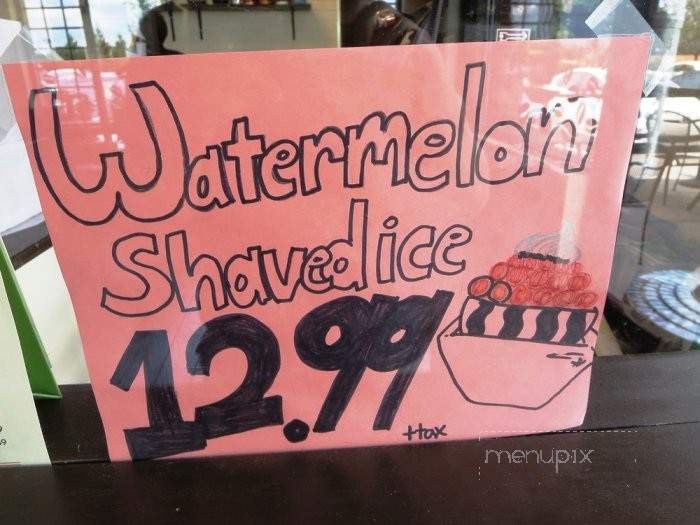 Watermelon
Shaved ice
12.99
+tax
menupix